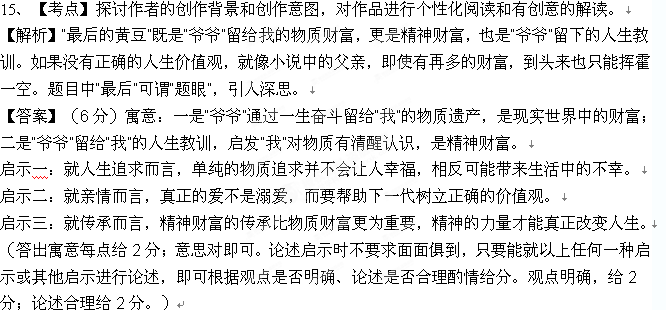 15、【考点】探讨作者的创作背景和创作意图，对作品进行个性化阅读和有创意的解读。
【解析】“最后的黄豆”既是“爷爷”留给我的物质财富，更是精神财富，也是“爷爷”留下的人生教
训。如果没有正确的人生价值观，就像小说中的父亲，即使有再多的财富，到头来也只能挥霍
一空。题目中“最后”可谓“题眼”，引人深思。
【答案】（6分）寓意：一是“爷爷”通过一生奋斗留给“我”的物质遗产，是现实世界中的财富；
二是“爷爷”留给“我”的人生教训，启发“我”对物质有清醒认识，是精神财富。
启示一：就人生追求而言，单纯的物质追求并不会让人幸福，相反可能带来生活中的不幸。
启示二：就亲情而言，真正的爱不是溺爱，而要帮助下一代树立正确的价值观。
启示三：就传承而言，精神财富的传承比物质财富更为重要，精神的力量才能真正改变人生。
（答出寓意每点给2分；意思对即可。论述启示时不要求面面俱到，只要能就以上任何一种启
示或其他启示进行论述，即可根据观点是否明确、论述是否合理酌情给分。观点明确，给2
分；论述合理给2分。）